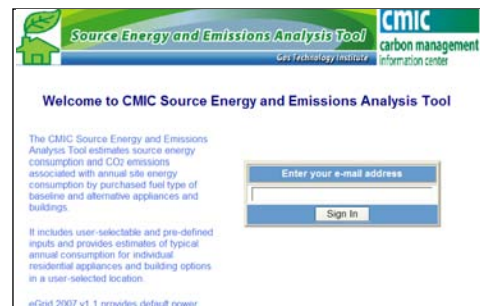 Source Energy and Emissions Analysis Tool
Gas Technology Institute
CMIC
carbon management
information center
Welcome to CMIC Source Energy and Emissions Analysis Tool
The CMIC Source Energy and Emissions
Analysis Tool estimates source energy
consumption and CO2 emissions
associated with annual site energy
consumption by purchased fuel type of
baseline and alternative appliances and
buildings.
Enter your e-mail address
Sign In
It includes user-selectable and pre-defined
inputs and provides estimates of typical
annual consumption for individual
residential appliances and building options
in a user-selected location.
eGrid 2007 v1.1 provides default power